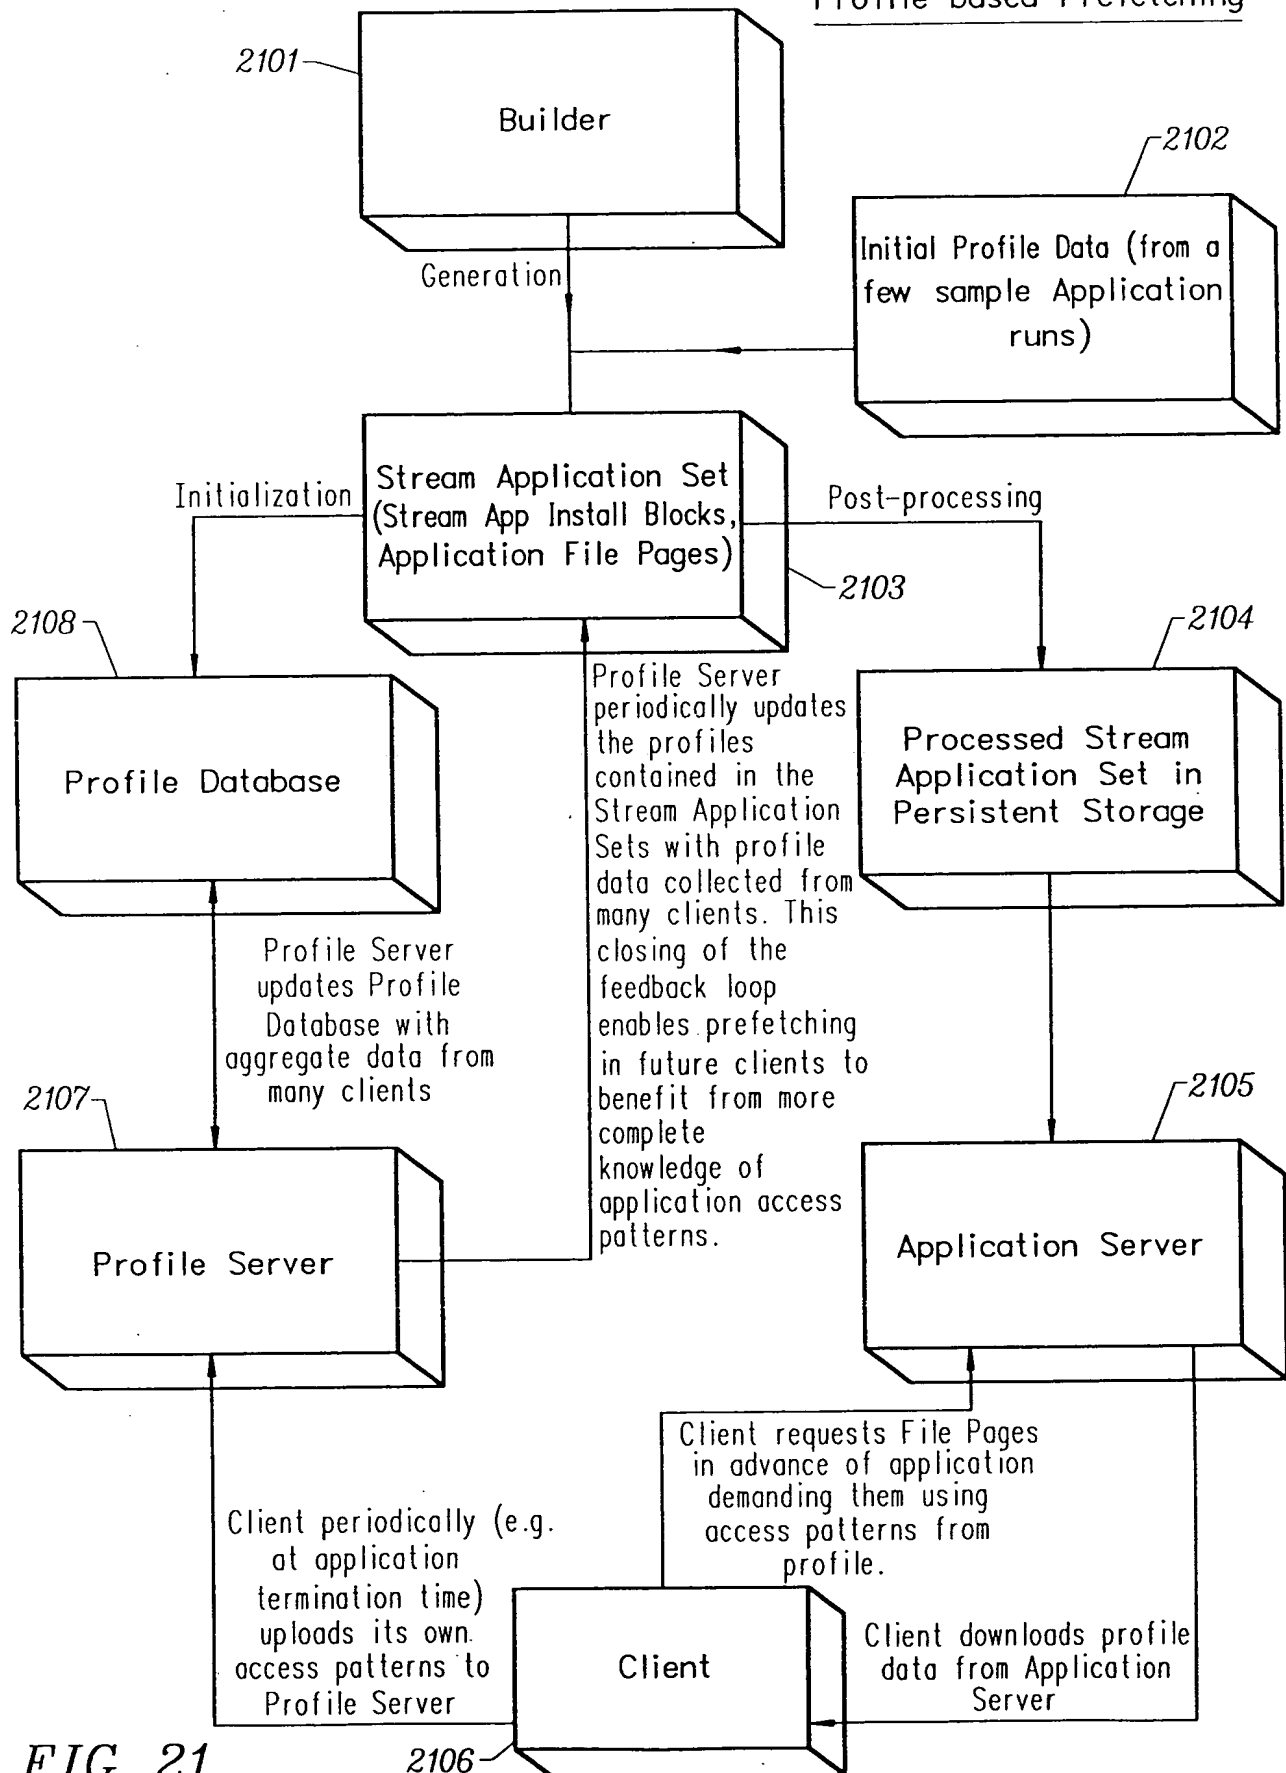 Profile based Prefetching
2101
Builder
2102
Initial Profile Data (from a
few sample Application
runs)
Generation
Stream Application Set
(Stream App Install Blocks,
Application File Pages)
2103
Initialization
Post-processing
2108
Profile Database
2104
Processed Stream
Application Set in
Persistent Storage
Profile Server
periodically updates
the profiles
contained in the
Stream Application
Sets with profile
data collected from
many clients. This
closing of the
feedback loop
enables prefetching
in future clients to
benefit from more
complete
knowledge of
application access
patterns.
Profile Server
updates Profile
Database with
aggregate data from
many clients
2107
Profile Server
2105
Application Server
Client requests File Pages
in advance of application
demanding them using
access patterns from
profile.
Client periodically (e.g.
at application
termination time)
uploads its own
access patterns to
Profile Server
Client
Client downloads profile
data from Application
Server
2106
FIG. 21